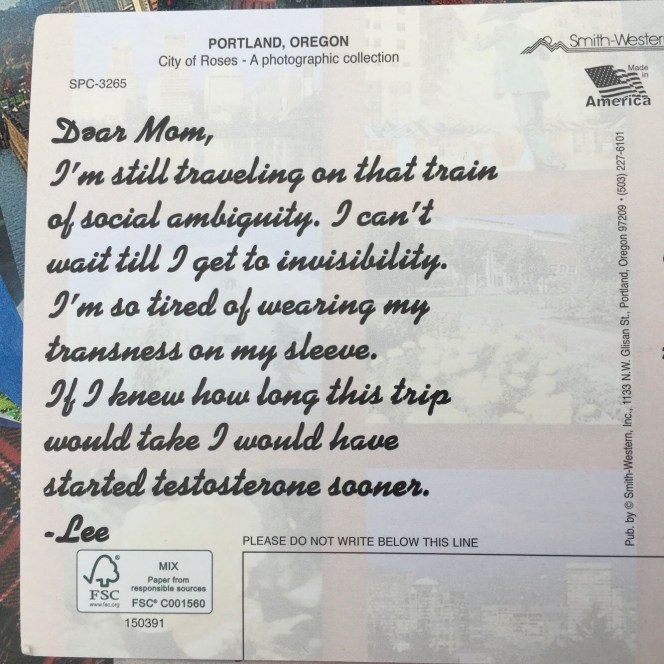 PORTLAND, OREGON
City of Roses - A photographic collection
Smith-Western
Made
in
America
SPC-3265
Dear Mom,
I'm still traveling on that train
of social ambiguity. I can't
wait till I get to invisibility.
I'm so tired of wearing my
transness on my sleeve.
If I knew how long this trip
would take I would have
started testosterone sooner.
-Lee
Pub. by © Smith-Western, Inc., 1133 N.W. Glisan St., Portland, Oregon 97209 • (503) 227-6101
PLEASE DO NOT WRITE BELOW THIS LINE
FSC®
www.fsc.org
MIX
Paper from
responsible sources
FSC® C001560
150391